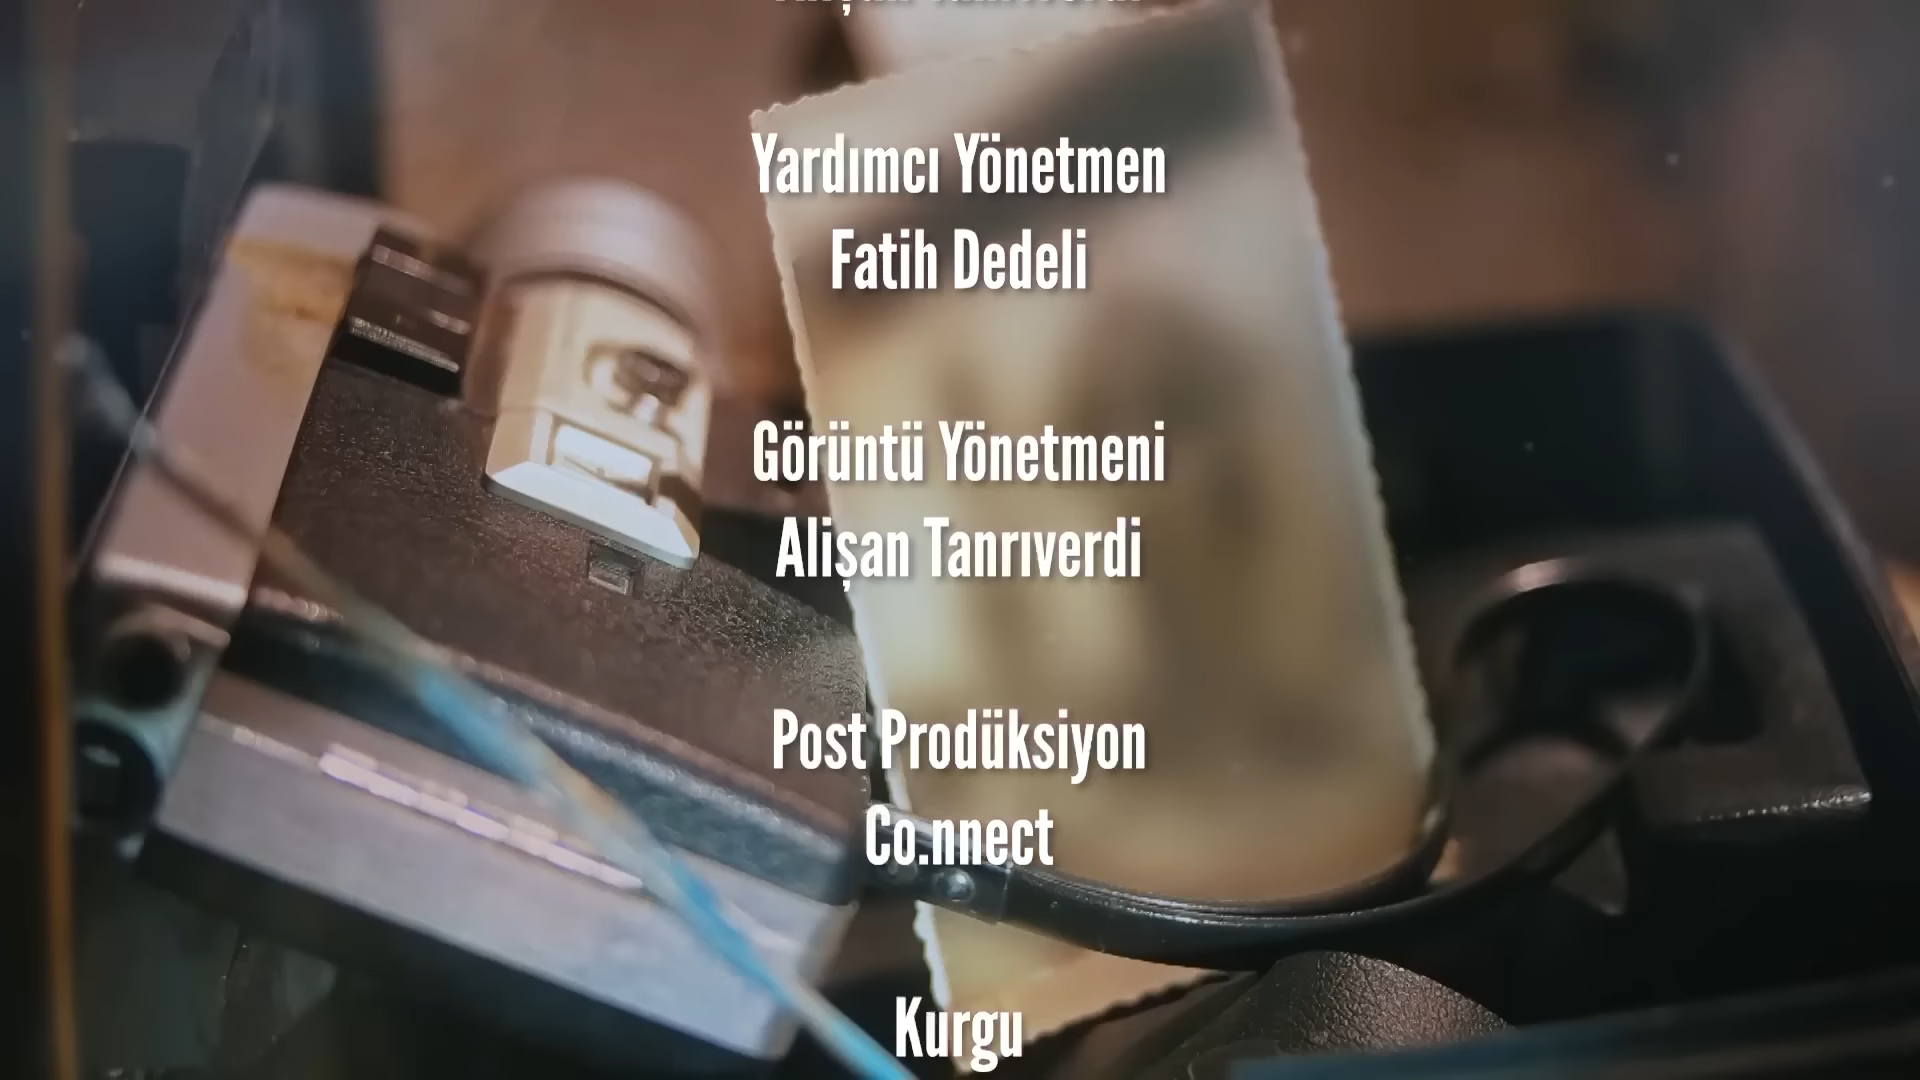 Yardımcı Yönetmen
Fatih Dedeli
Görüntü Yönetmeni
Alişan Tanrıverdi
Post Prodüksiyon
Co.nnect
Kurgu